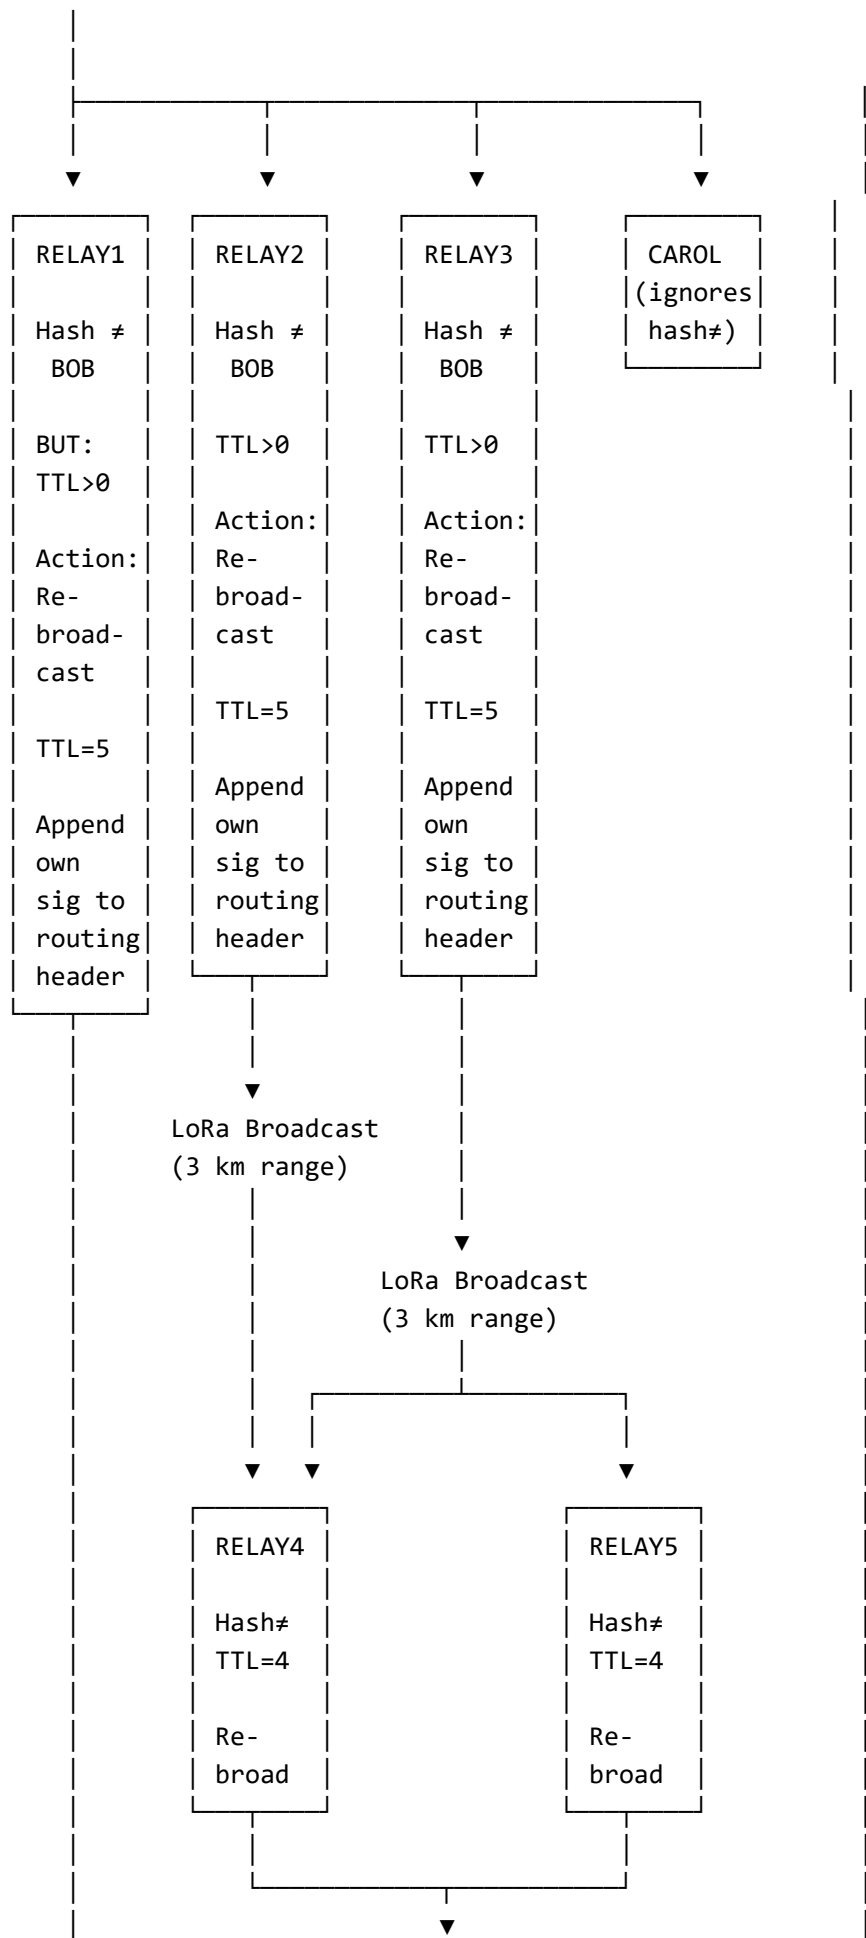 RELAY1
Hash ≠
BOB
BUT:
TTL>0
Action:
Re-
broad-
cast
TTL=5
Append
own
sig to
routing
header
RELAY2
Hash ≠
BOB
TTL>0
Action:
Re-
broad-
cast
TTL=5
Append
own
sig to
routing
header
RELAY3
Hash ≠
BOB
TTL>0
Action:
Re-
broad-
cast
TTL=5
Append
own
sig to
routing
header
CAROL
(ignores
hash≠)
LoRa Broadcast
(3 km range)
LoRa Broadcast
(3 km range)
RELAY4
Hash≠
TTL=4
Re-
broad
RELAY5
Hash≠
TTL=4
Re-
broad